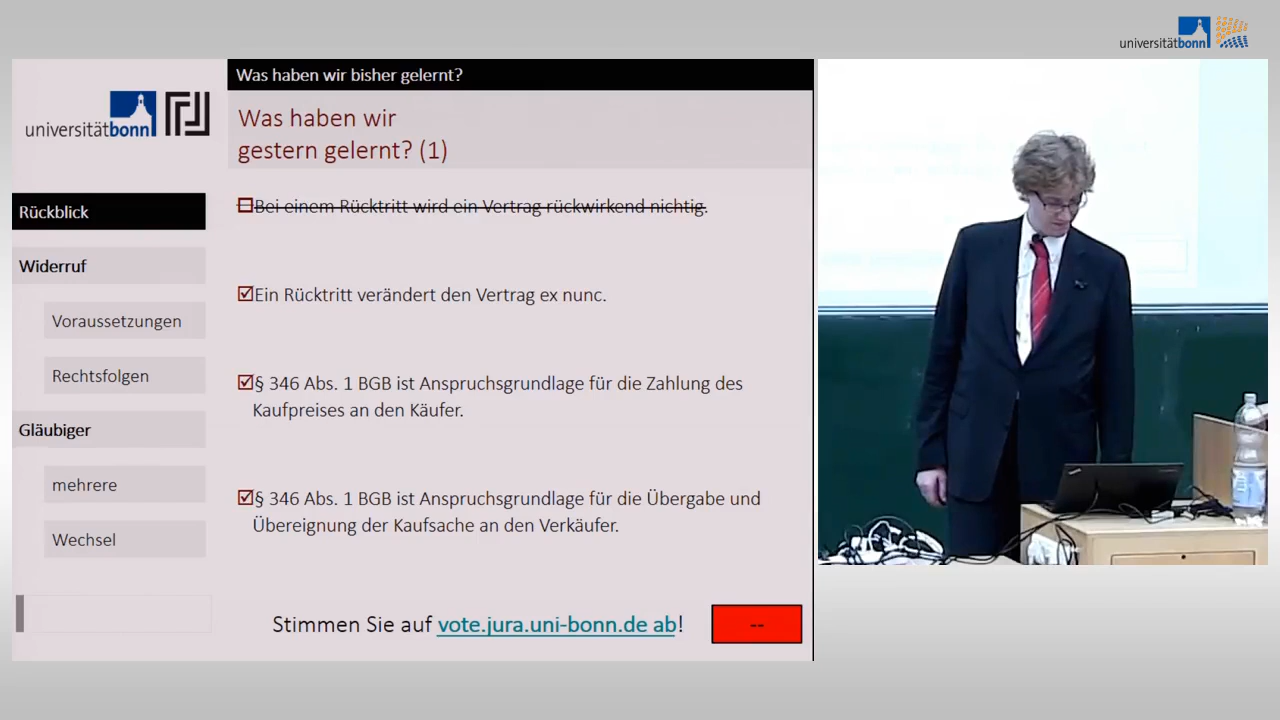 universitätbonn
Was haben wir bisher gelernt?
universitätbonn
Was haben wir
gestern gelernt? (1)
Rückblick
Widerruf
Voraussetzungen
Rechtsfolgen
Gläubiger
mehrere
Wechsel
Bei einem Rücktritt wird ein Vertrag rückwirkend nichtig.
Ein Rücktritt verändert den Vertrag ex nunc.
§ 346 Abs. 1 BGB ist Anspruchsgrundlage für die Zahlung des
Kaufpreises an den Käufer.
§ 346 Abs. 1 BGB ist Anspruchsgrundlage für die Übergabe und
Übereignung der Kaufsache an den Verkäufer.
Stimmen Sie auf vote.jura.uni-bonn.de ab!
--